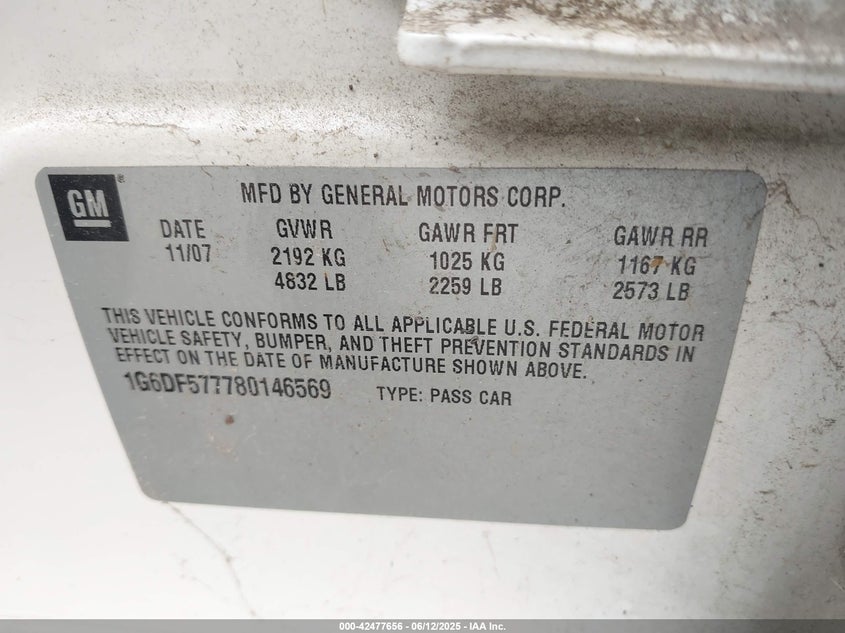 GM®
MFD BY GENERAL MOTORS CORP.
DATE GVWR GAWR FRT GAWR RR
11/07 2192 KG 1025 KG 1167 KG
4832 LB 2259 LB 2573 LB
THIS VEHICLE CONFORMS TO ALL APPLICABLE U.S. FEDERAL MOTOR
VEHICLE SAFETY, BUMPER, AND THEFT PREVENTION STANDARDS IN
EFFECT ON THE DATE OF MANUFACTURE SHOWN ABOVE.
1G6DF577780146569 TYPE: PASS CAR
000-42477656 - 06/12/2025 - IAA Inc.